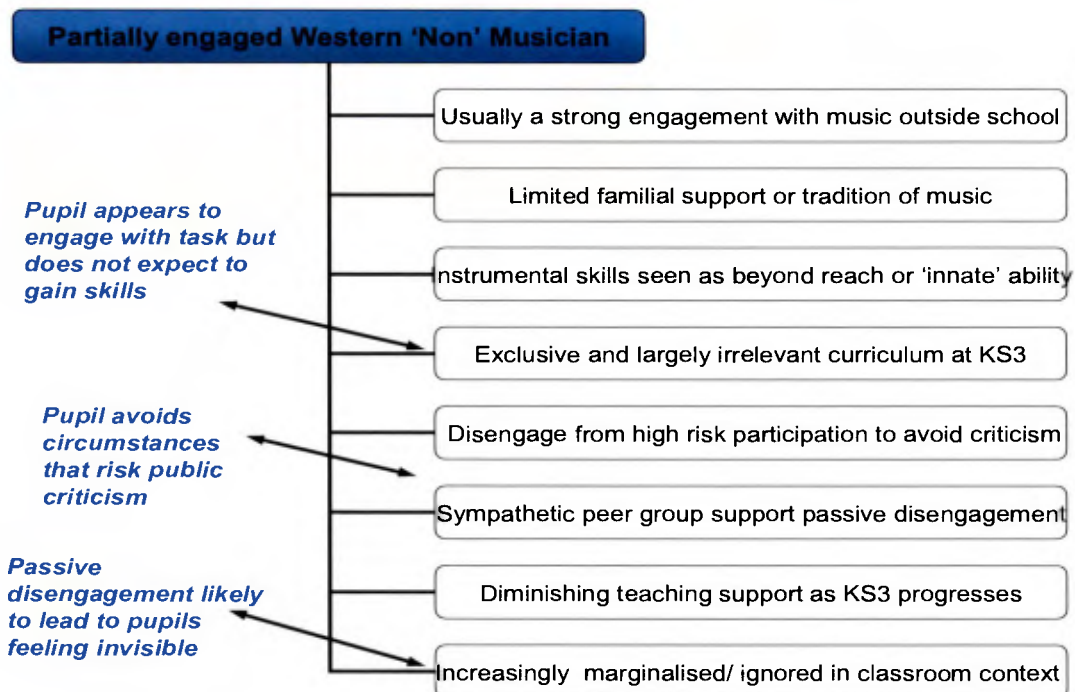 Partially engaged Western 'Non' Musician
Usually a strong engagement with music outside school
Limited familial support or tradition of music
Pupil appears to
engage with task but
does not expect to
gain skills
Instrumental skills seen as beyond reach or 'innate' ability
Exclusive and largely irrelevant curriculum at KS3
Pupil avoids
circumstances
that risk public
criticism
Disengage from high risk participation to avoid criticism
Sympathetic peer group support passive disengagement
Passive
disengagement likely
to lead to pupils
feeling invisible
Diminishing teaching support as KS3 progresses
Increasingly marginalised/ ignored in classroom context